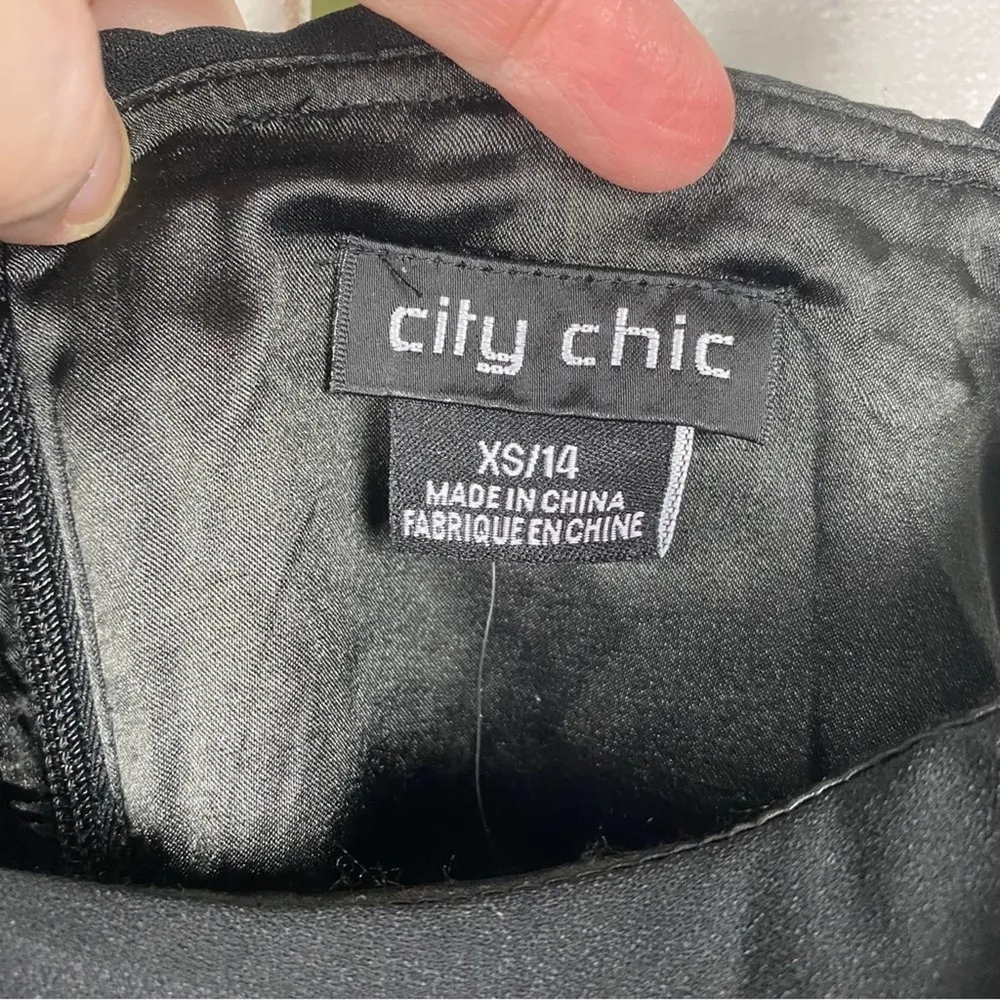 city chic
XS/14
MADE IN CHINA
FABRIQUE EN CHINE